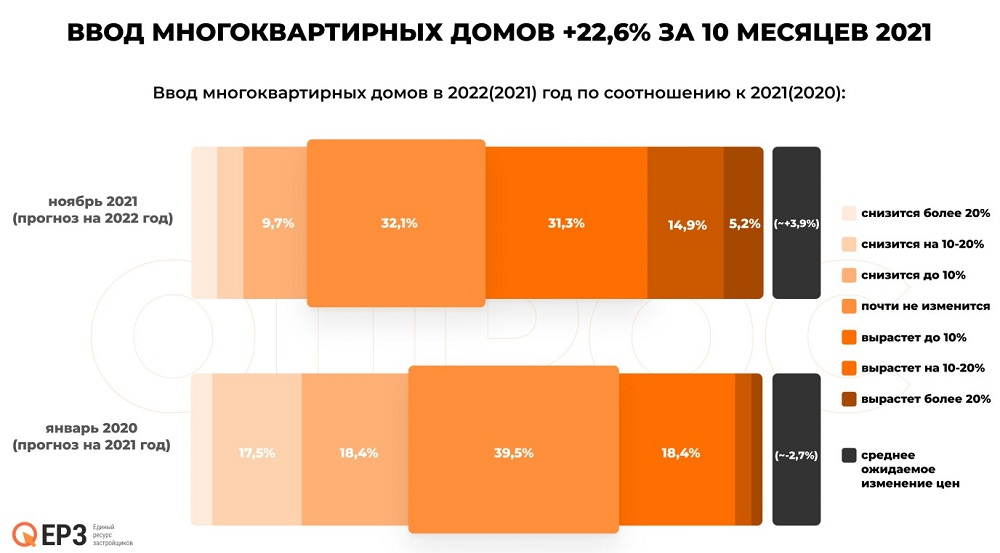 ВВОД МНОГОКВАРТИРНЫХ ДОМОВ +22,6% ЗА 10 МЕСЯЦЕВ 2021
Ввод многоквартирных домов в 2022(2021) год по соотношению к 2021(2020):
ноябрь 2021
(прогноз на 2022 год)
9,7%
32,1%
31,3%
14,9%
5,2%
(~+3,9%)
январь 2020
(прогноз на 2021 год)
17,5%
18,4%
39,5%
18,4%
(~-2,7%)
снизится более 20%
снизится на 10-20%
снизится до 10%
почти не изменится
вырастет до 10%
вырастет на 10-20%
вырастет более 20%
среднее
ожидаемое
изменение цен
ОПРОС
ЕРЗ
Единый
ресурс
застройщиков